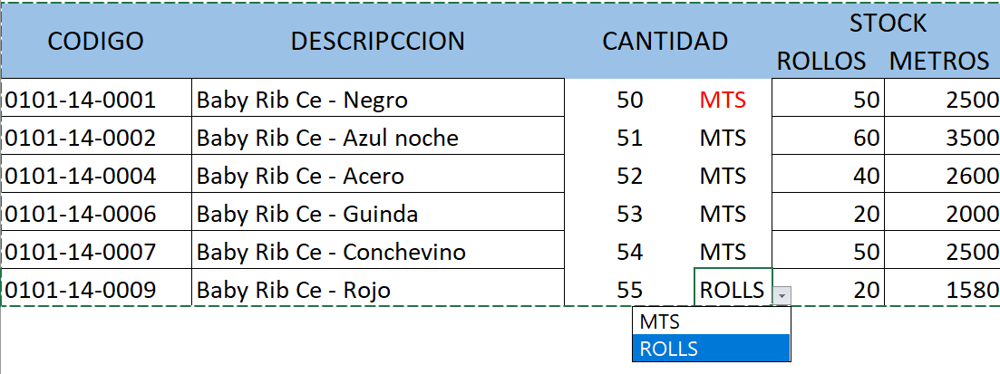 CODIGO DESCRIPCCION CANTIDAD STOCK
ROLLOS METROS
0101-14-0001 Baby Rib Ce - Negro 50 MTS 50 2500
0101-14-0002 Baby Rib Ce - Azul noche 51 MTS 60 3500
0101-14-0004 Baby Rib Ce - Acero 52 MTS 40 2600
0101-14-0006 Baby Rib Ce - Guinda 53 MTS 20 2000
0101-14-0007 Baby Rib Ce - Conchevino 54 MTS 50 2500
0101-14-0009 Baby Rib Ce - Rojo 55 ROLLS 20 1580
MTS
ROLLS